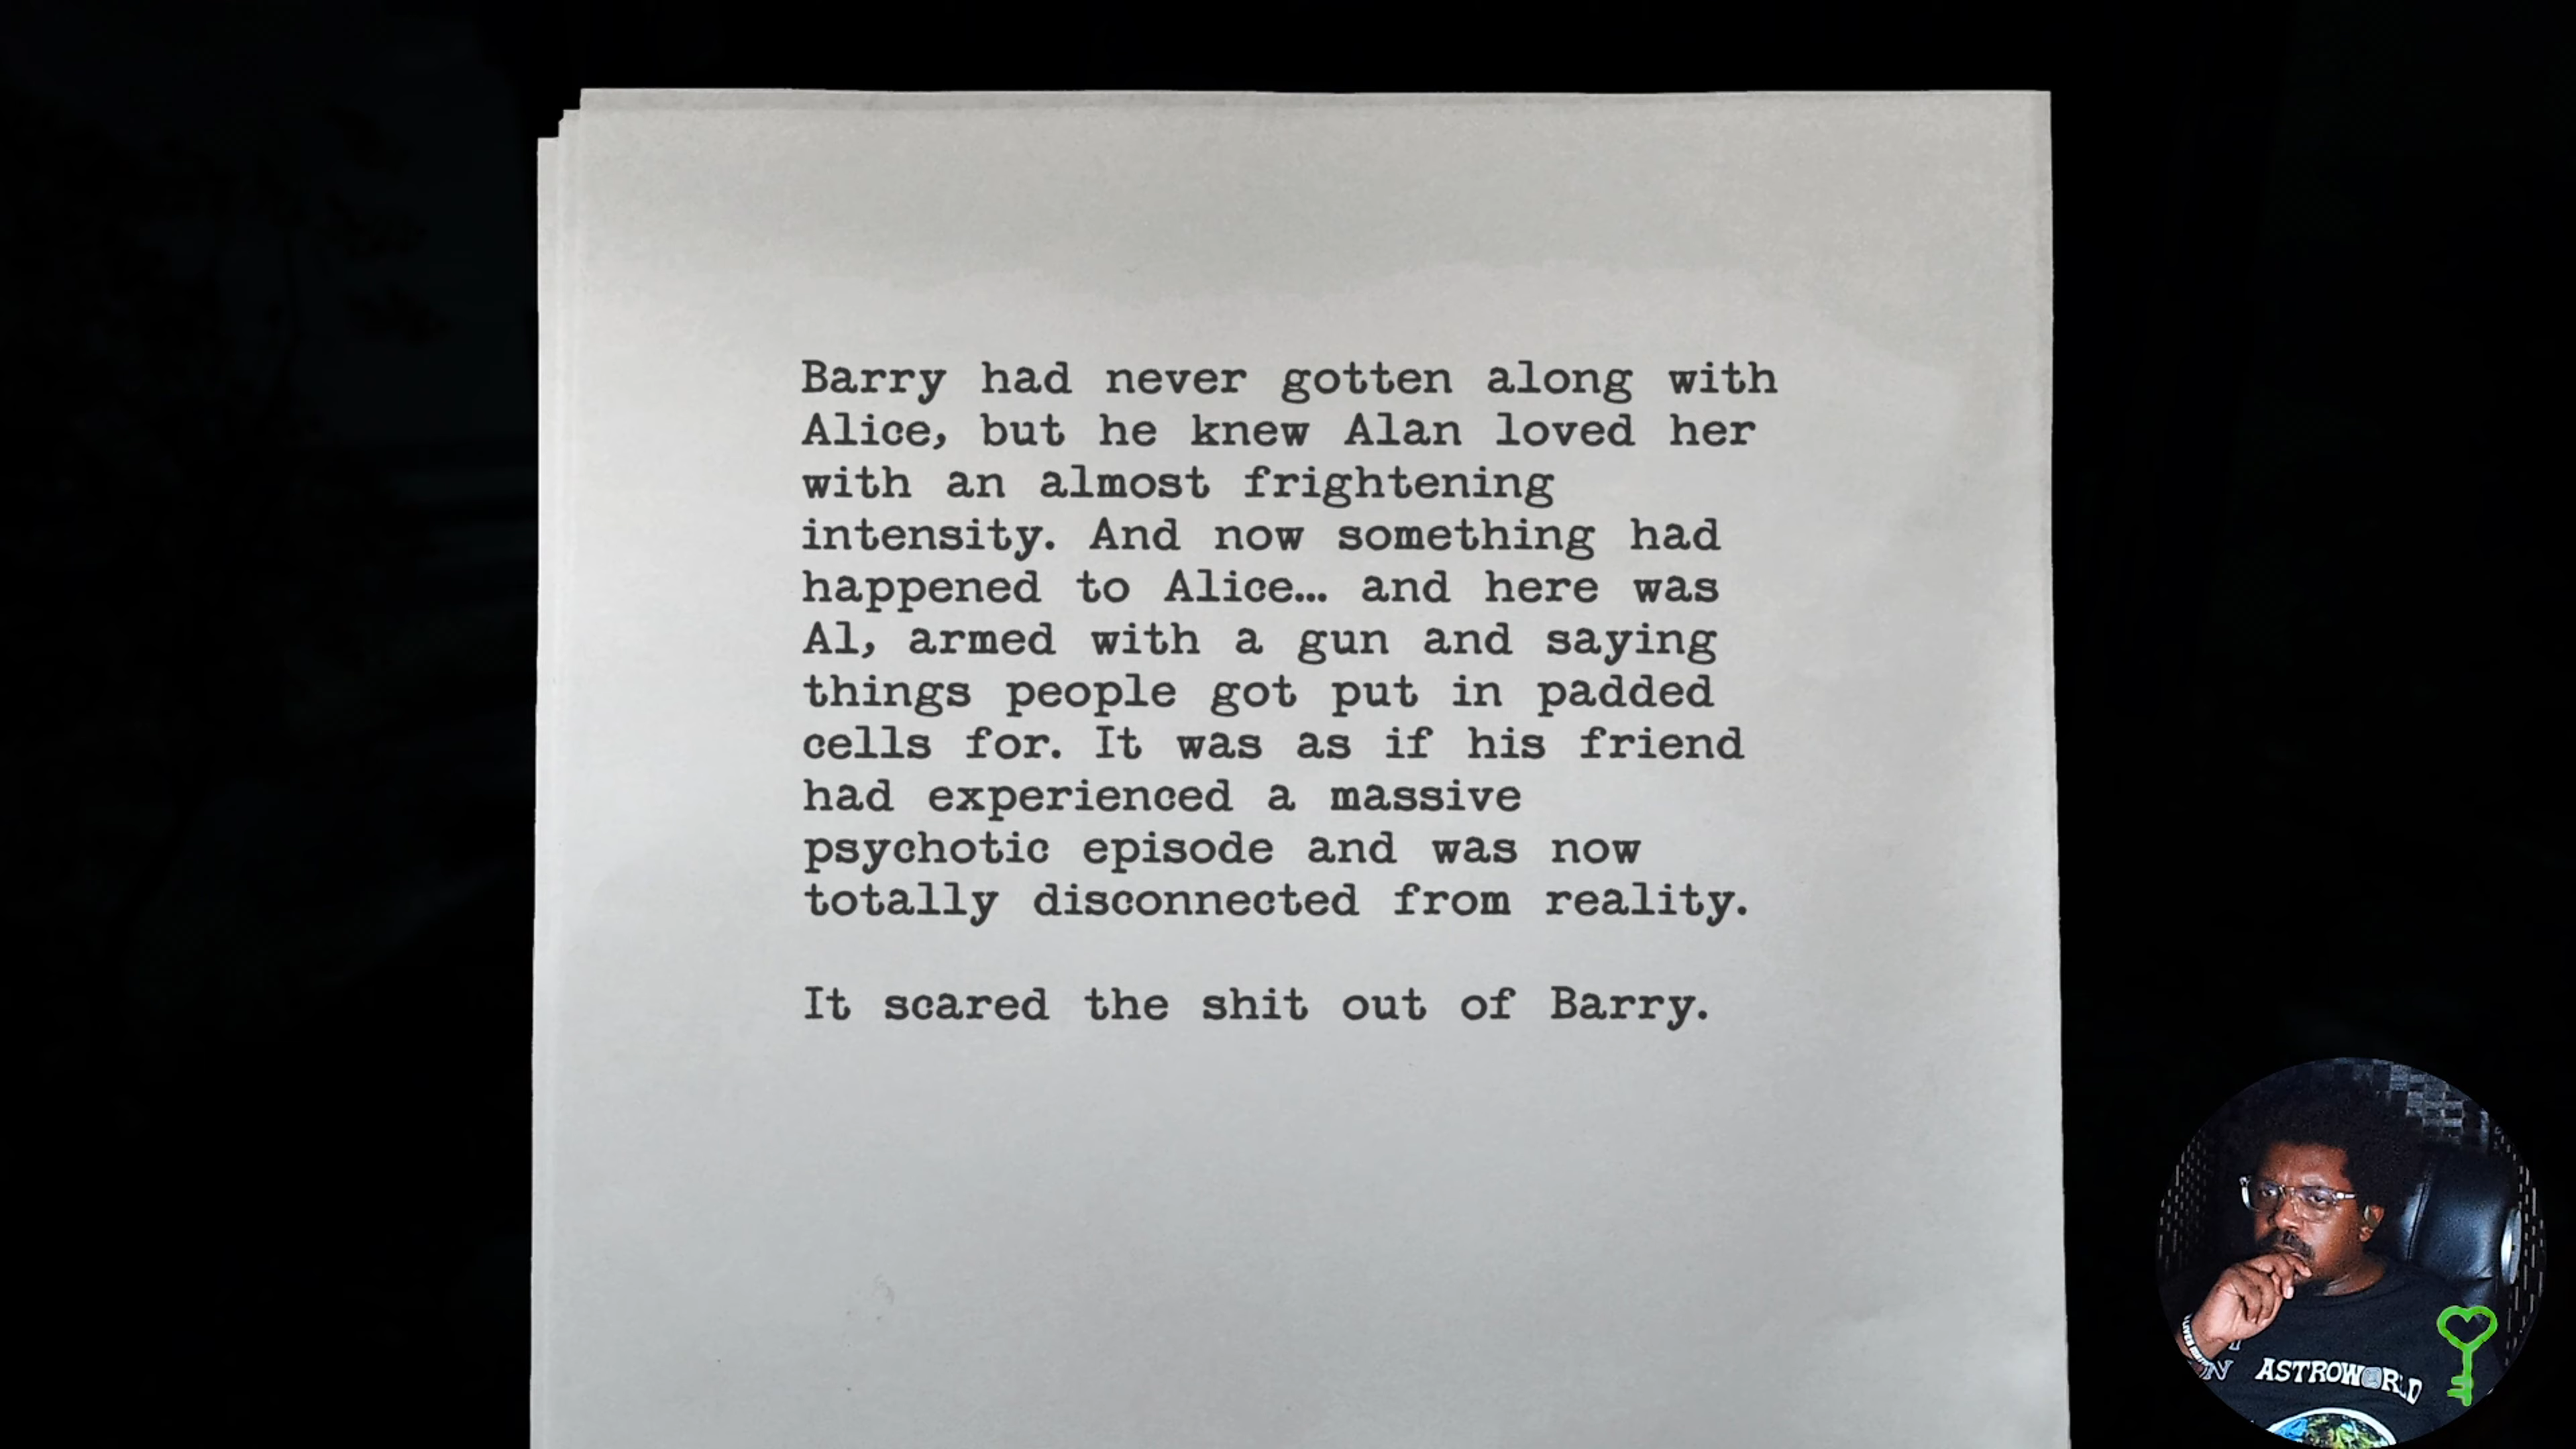 Barry had never gotten along with
Alice, but he knew Alan loved her
with an almost frightening
intensity. And now something had
happened to Alice… and here was
Al, armed with a gun and saying
things people got put in padded
cells for. It was as if his friend
had experienced a massive
psychotic episode and was now
totally disconnected from reality.
It scared the shit out of Barry.
ASTROWORLD